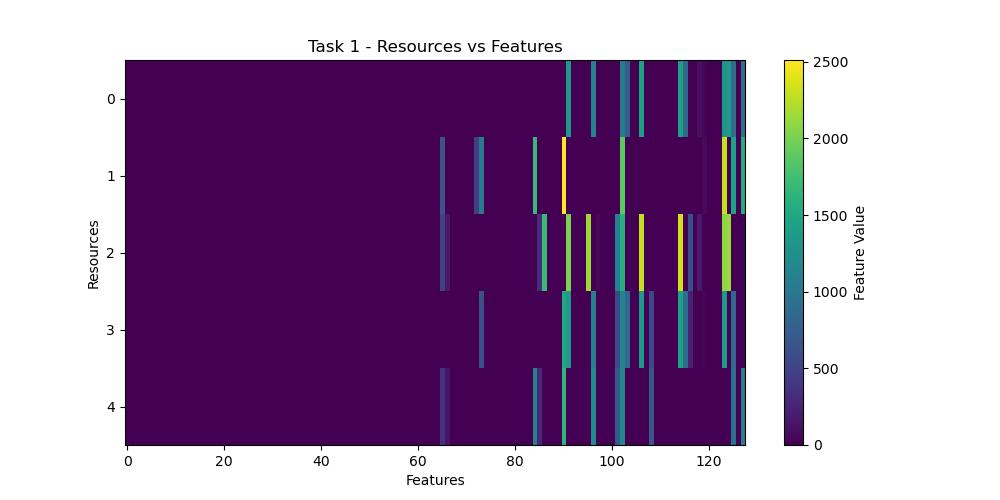 Task 1 - Resources vs Features
Resources
0
1
2
3
4
0 20 40 60 80 100 120
Features
2500
2000
1500
1000
500
0
Feature Value